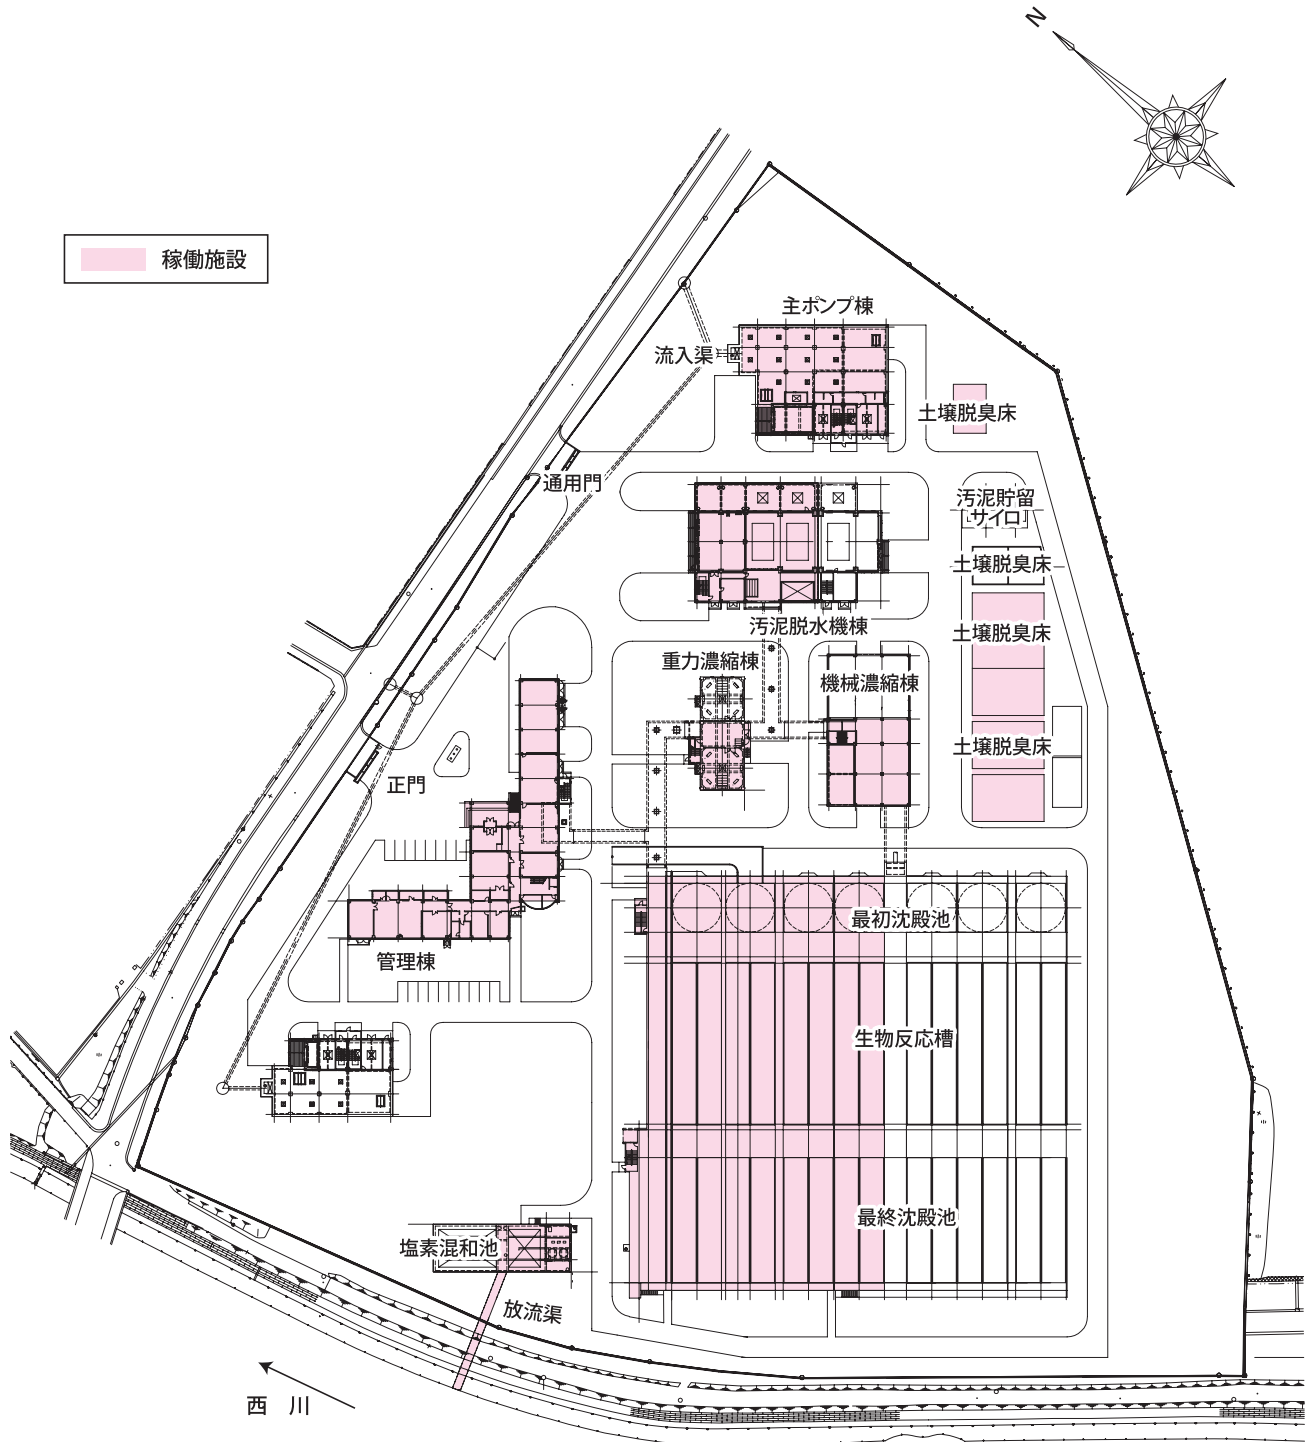 N
稼働施設
主ポンプ棟
流入渠
土壌脱臭床
通用門
汚泥貯留
サイロ
土壌脱臭床
汚泥脱水機棟
土壌脱臭床
重力濃縮棟
機械濃縮棟
土壌脱臭床
正門
最初沈殿池
管理棟
生物反応槽
最終沈殿池
塩素混和池
放流渠
西川